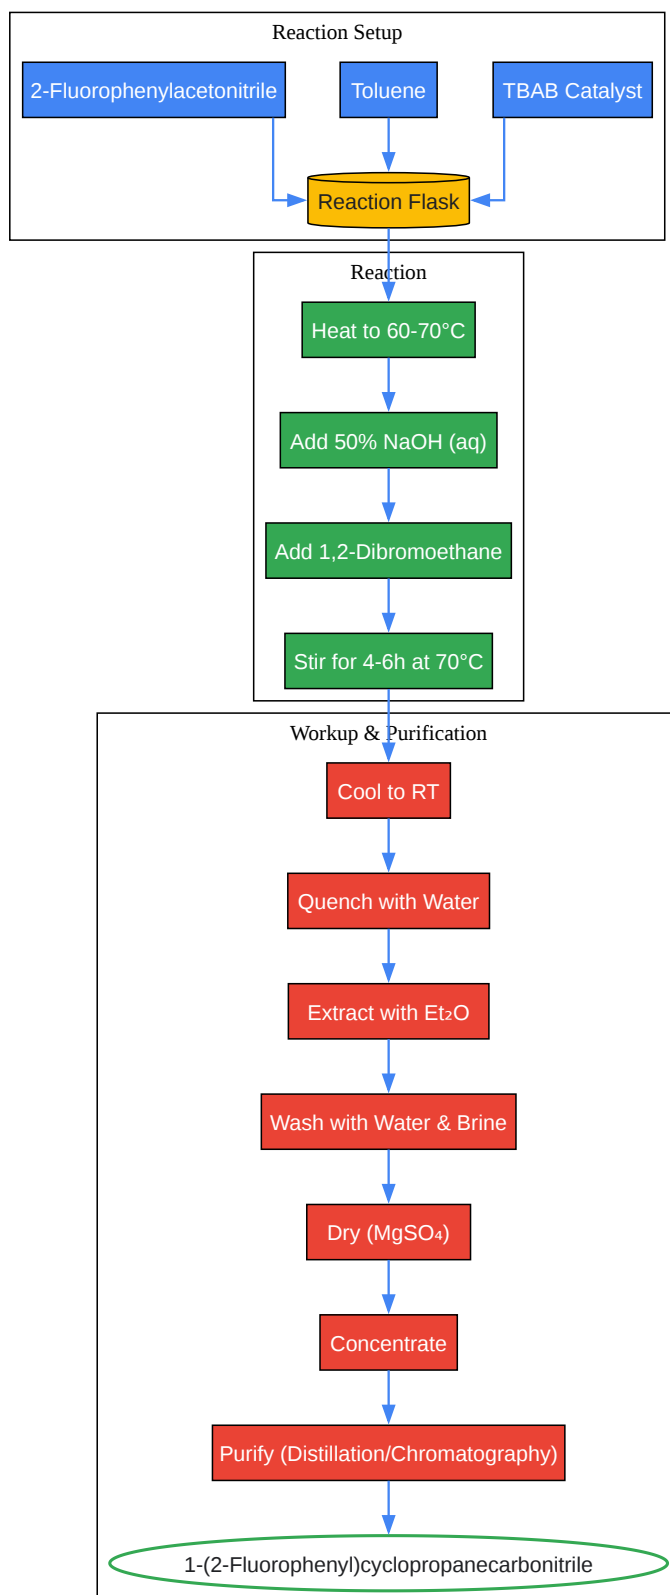 Reaction Setup
2-Fluorophenylacetonitrile
Toluene
TBAB Catalyst
Reaction Flask
Reaction
Heat to 60-70°C
Add 50% NaOH (aq)
Add 1,2-Dibromoethane
Stir for 4-6h at 70°C
Workup & Purification
Cool to RT
Quench with Water
Extract with Et₂O
Wash with Water & Brine
Dry (MgSO₄)
Concentrate
Purify (Distillation/Chromatography)
1-(2-Fluorophenyl)cyclopropanecarbonitrile